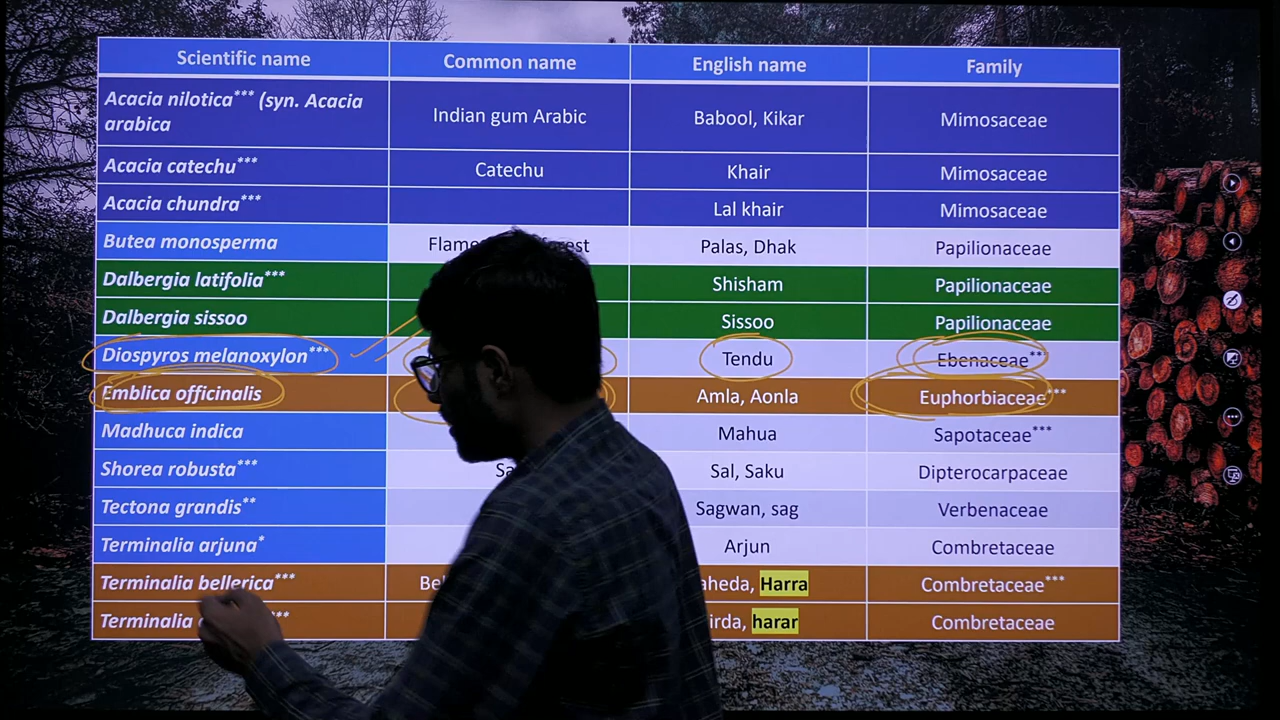 Scientific name Common name English name Family
Acacia nilotica*** (syn. Acacia arabica Indian gum Arabic Babool, Kikar Mimosaceae
Acacia catechu*** Catechu Khair Mimosaceae
Acacia chundra*** Lal khair Mimosaceae
Butea monosperma Palas, Dhak Papilionaceae
Dalbergia latifolia*** Shisham Papilionaceae
Dalbergia sissoo Sissoo Papilionaceae
Diospyros melanoxylon*** Tendu Ebenaceae***
Emblica officinalis Amla, Aonla Euphorbiaceae***
Madhuca indica Mahua Sapotaceae***
Shorea robusta*** Sal, Saku Dipterocarpaceae
Tectona grandis** Sagwan, sag Verbenaceae
Terminalia arjuna* Arjun Combretaceae
Terminalia bellerica*** Harra Combretaceae***
Terminalia harar Combretaceae